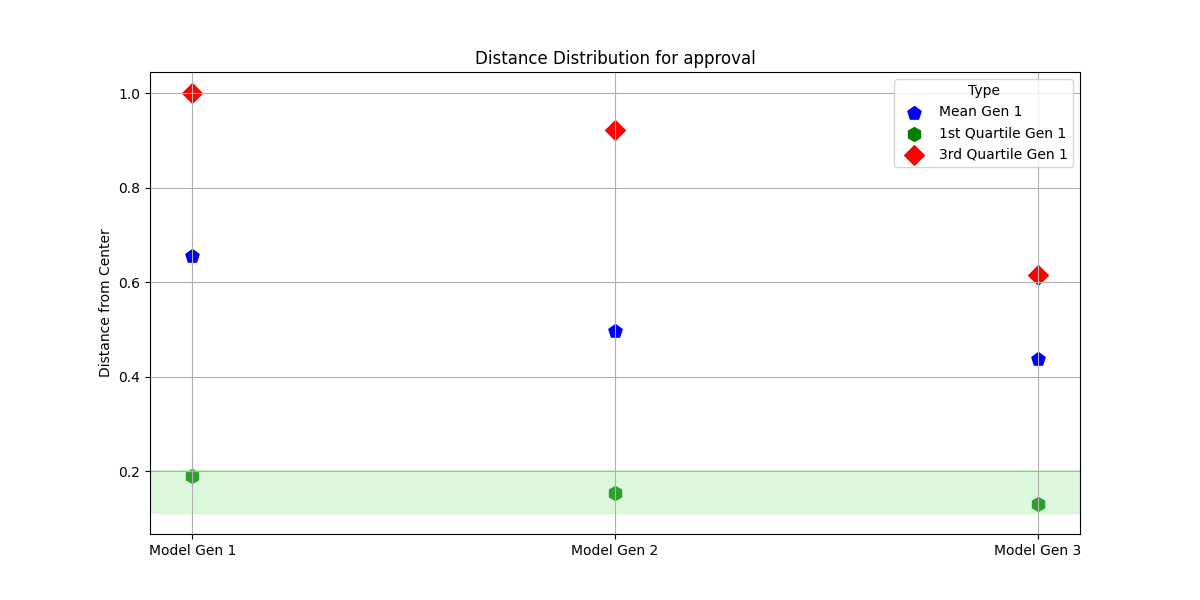 Distance Distribution for approval
Type
Mean Gen 1
1st Quartile Gen 1
3rd Quartile Gen 1
Distance from Center
1.0
0.8
0.6
0.4
0.2
Model Gen 1
Model Gen 2
Model Gen 3